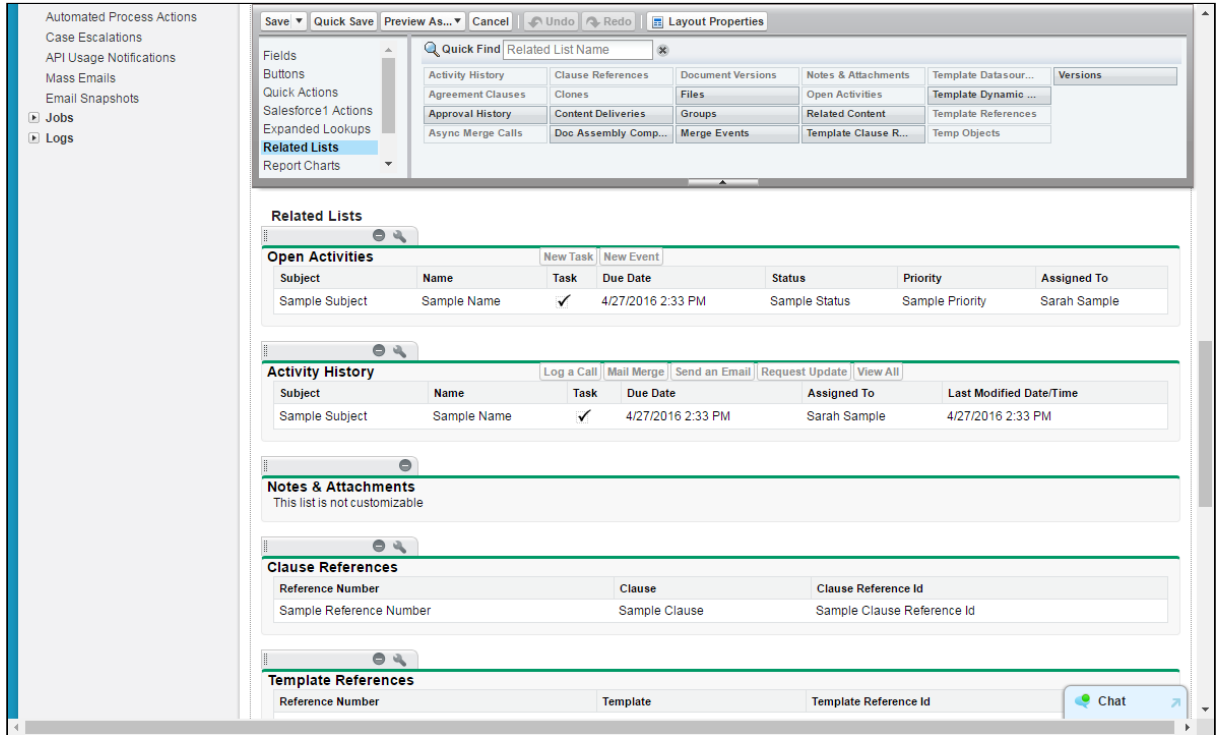 Automated Process Actions
Case Escalations
API Usage Notifications
Mass Emails
Email Snapshots
Jobs
Logs
Save Quick Save Preview As... Cancel Undo Redo Layout Properties
Fields
Buttons
Quick Actions
Salesforce1 Actions
Expanded Lookups
Related Lists
Report Charts
Quick Find Related List Name
Activity History Clause References Document Versions Notes & Attachments Template Datasour... Versions
Agreement Clauses Clones Files Open Activities Template Dynamic ...
Approval History Content Deliveries Groups Related Content Template References
Async Merge Calls Doc Assembly Comp... Merge Events Template Clause R... Temp Objects
Related Lists
Open Activities New Task New Event
Subject Name Task Due Date Status Priority Assigned To
Sample Subject Sample Name 4/27/2016 2:33 PM Sample Status Sample Priority Sarah Sample
Activity History Log a Call Mail Merge Send an Email Request Update View All
Subject Name Task Due Date Assigned To Last Modified Date/Time
Sample Subject Sample Name 4/27/2016 2:33 PM Sarah Sample 4/27/2016 2:33 PM
Notes & Attachments
This list is not customizable
Clause References
Reference Number Clause Clause Reference Id
Sample Reference Number Sample Clause Sample Clause Reference Id
Template References
Reference Number Template Template Reference Id
Chat